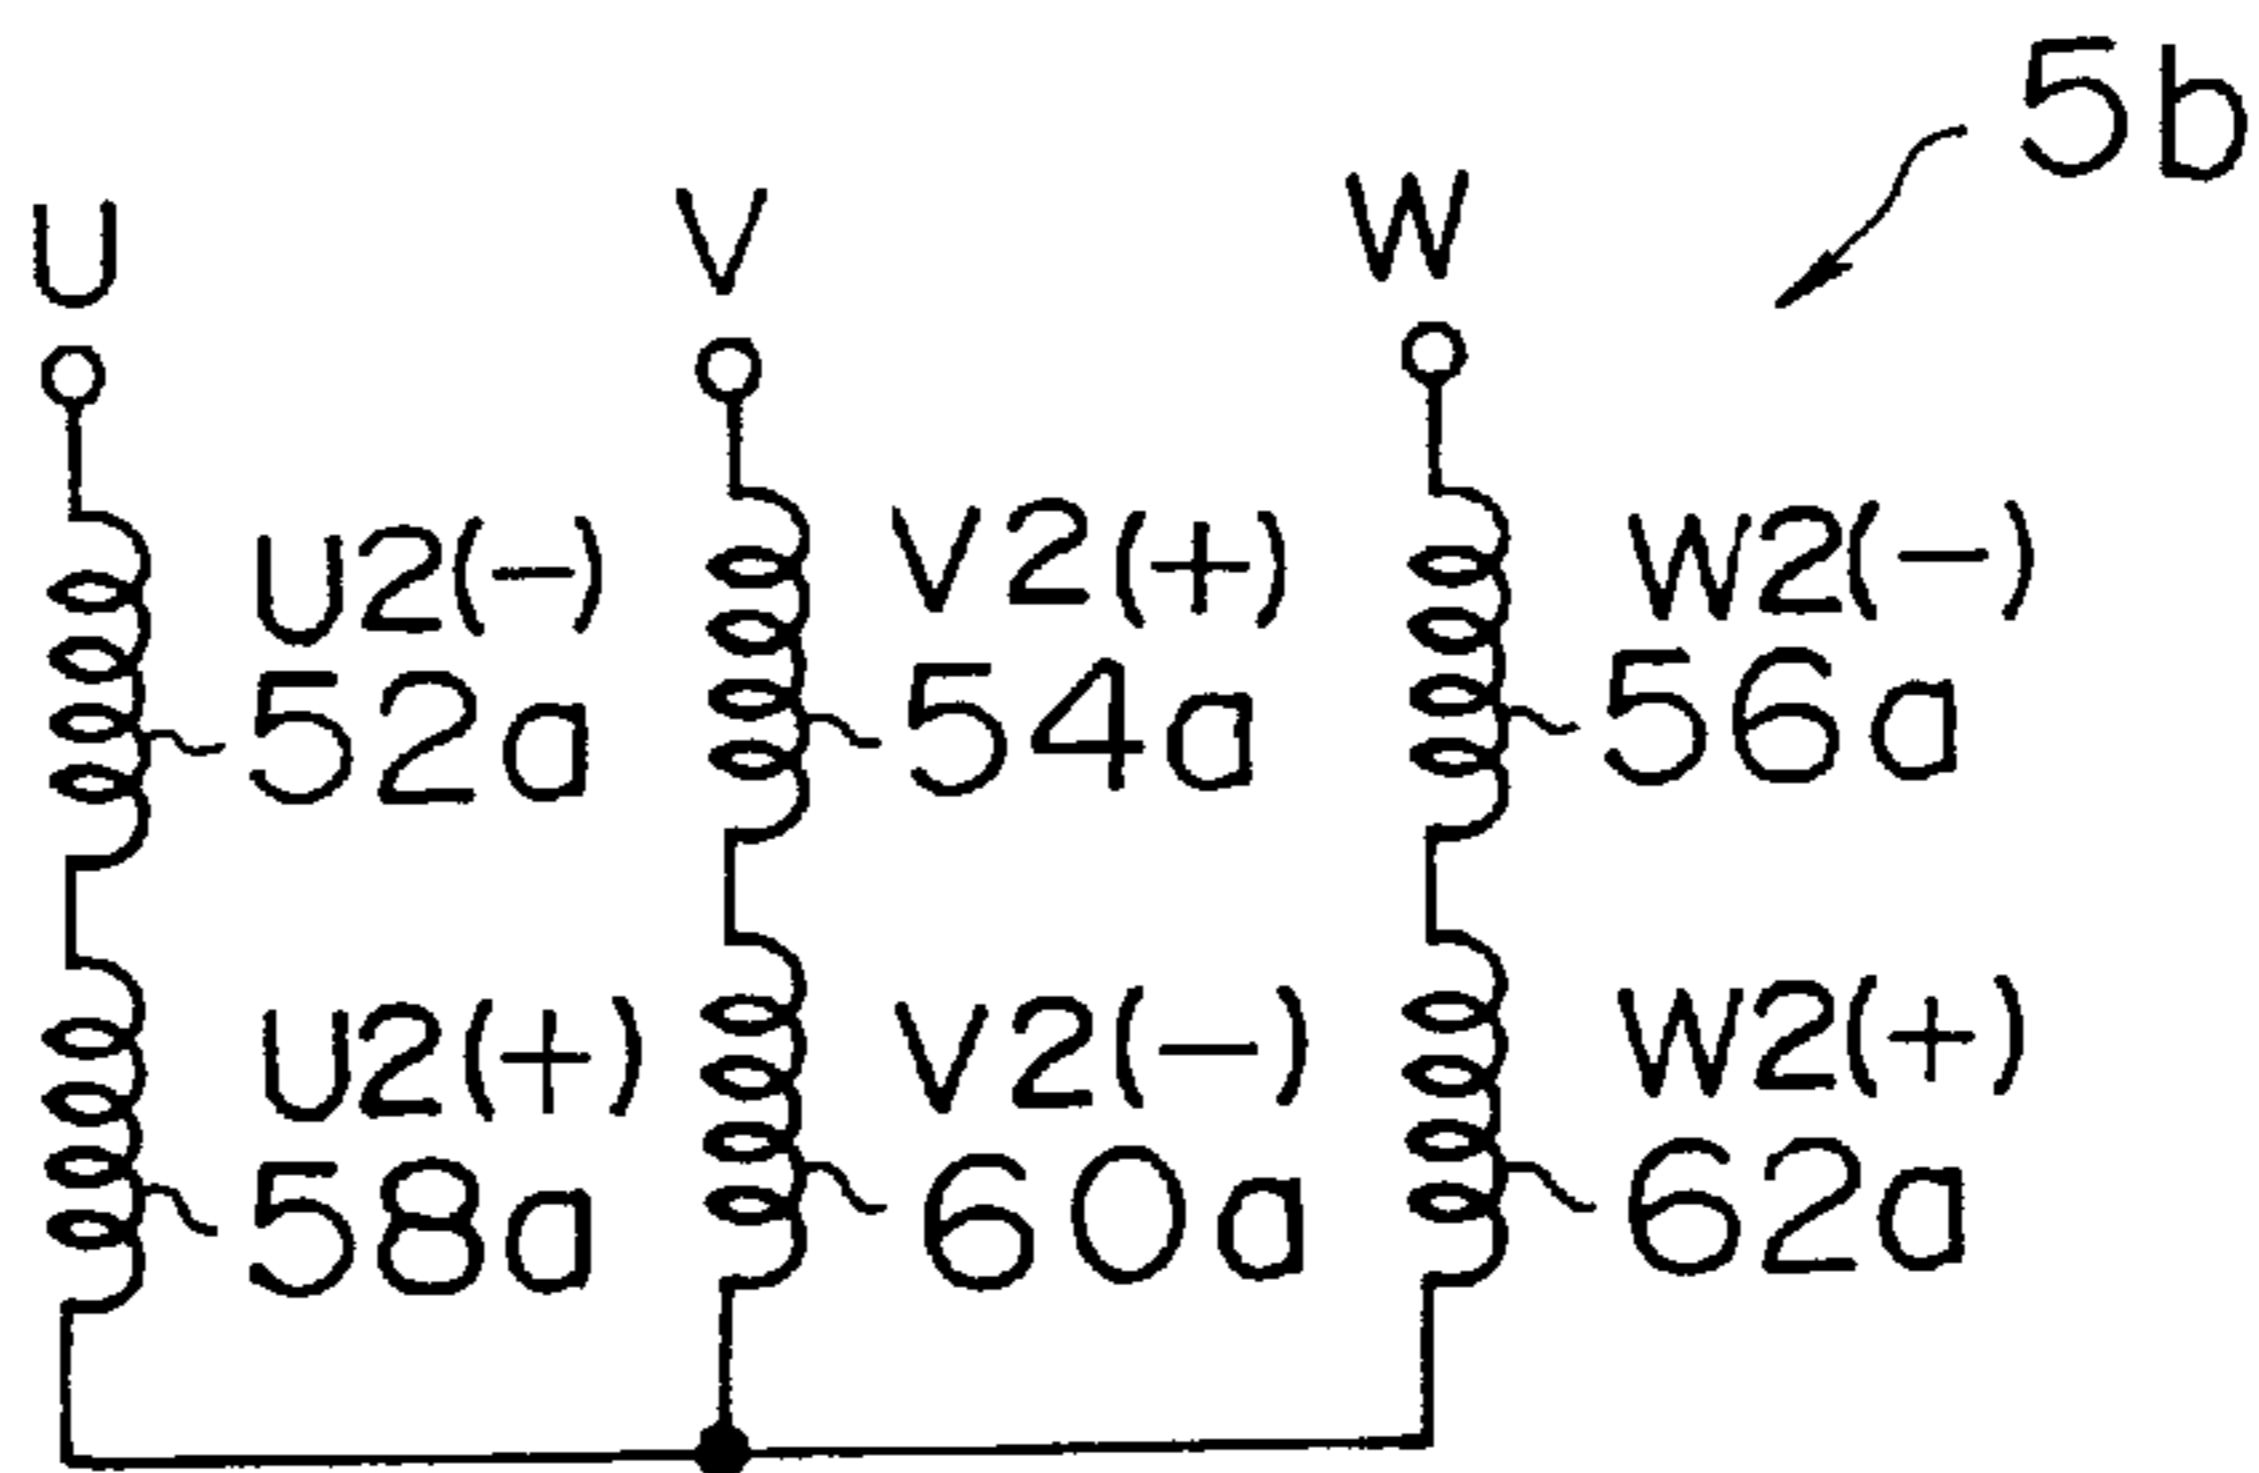 5b
U V W
U2(-) V2(+) W2(-)
52a 54a 56a
U2(+) V2(-) W2(+)
58a 60a 62a